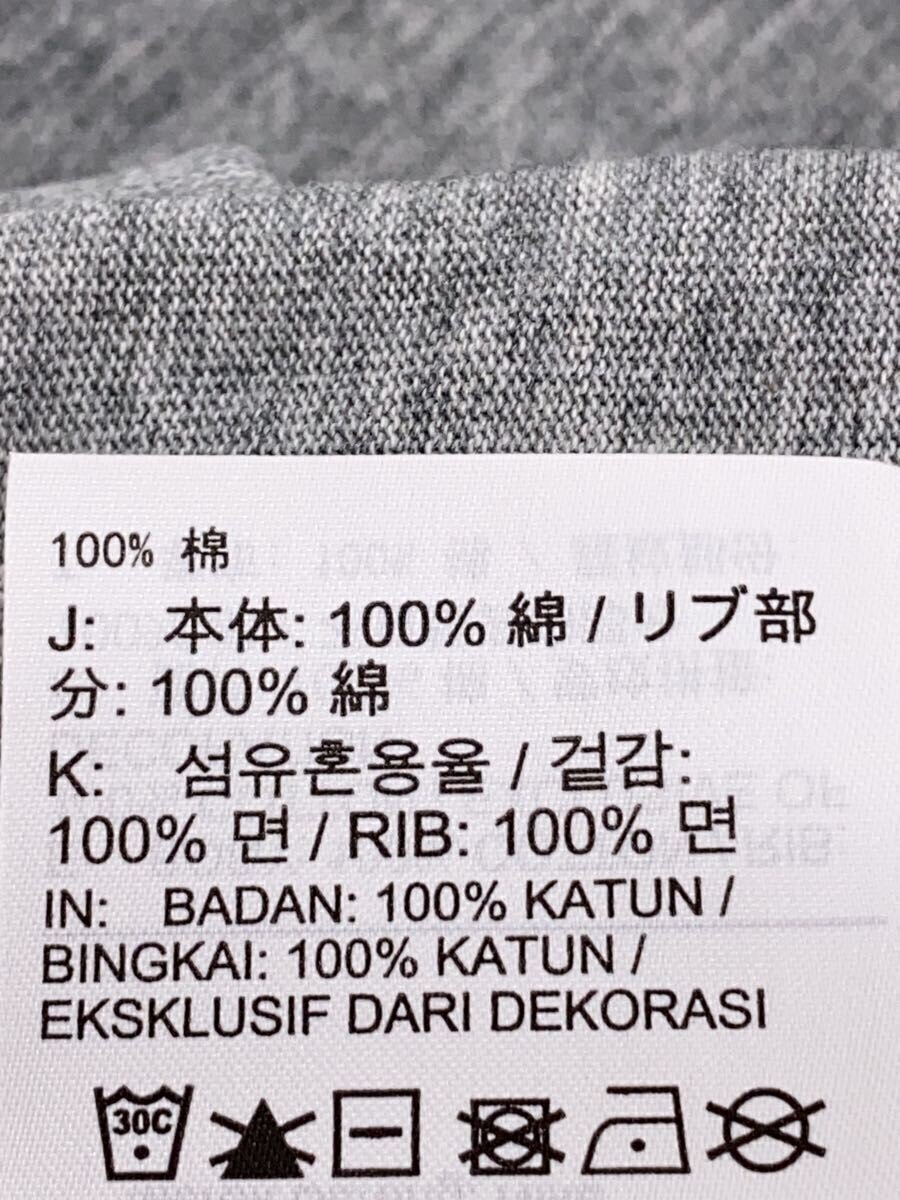 100% 棉
J: 本体: 100% 綿 / リブ部
分: 100% 綿
K: 섬유혼용율 / 겉감:
100% 면 / RIB: 100% 면
IN: BADAN: 100% KATUN /
BINGKAI: 100% KATUN /
EKSKLUSIF DARI DEKORASI
30C